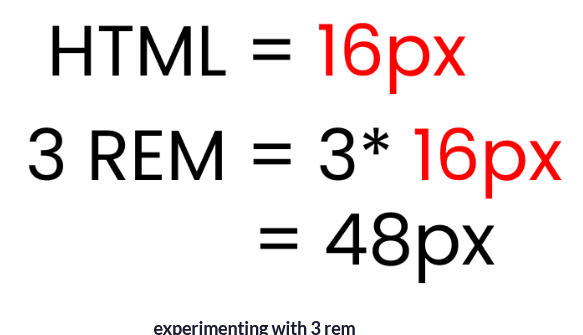 HTML = 16px
3 REM = 3* 16px
= 48px
experimenting with 3 rem